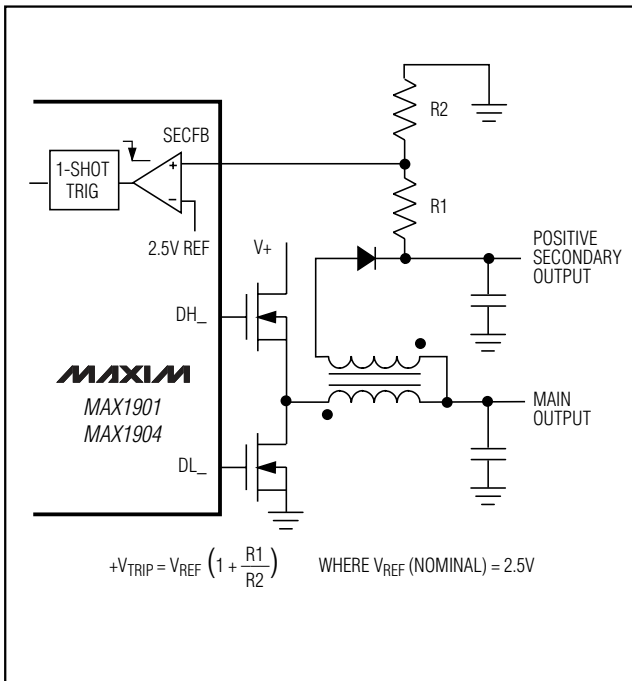 R2
SECFB
1-SHOT
TRIG
+
−
R1
2.5V REF
V+
POSITIVE
SECONDARY
OUTPUT
DH_
MAXIM
MAX1901
MAX1904
MAIN
OUTPUT
DL_
+VTRIP = VREF (1 + R1/R2) WHERE VREF (NOMINAL) = 2.5V